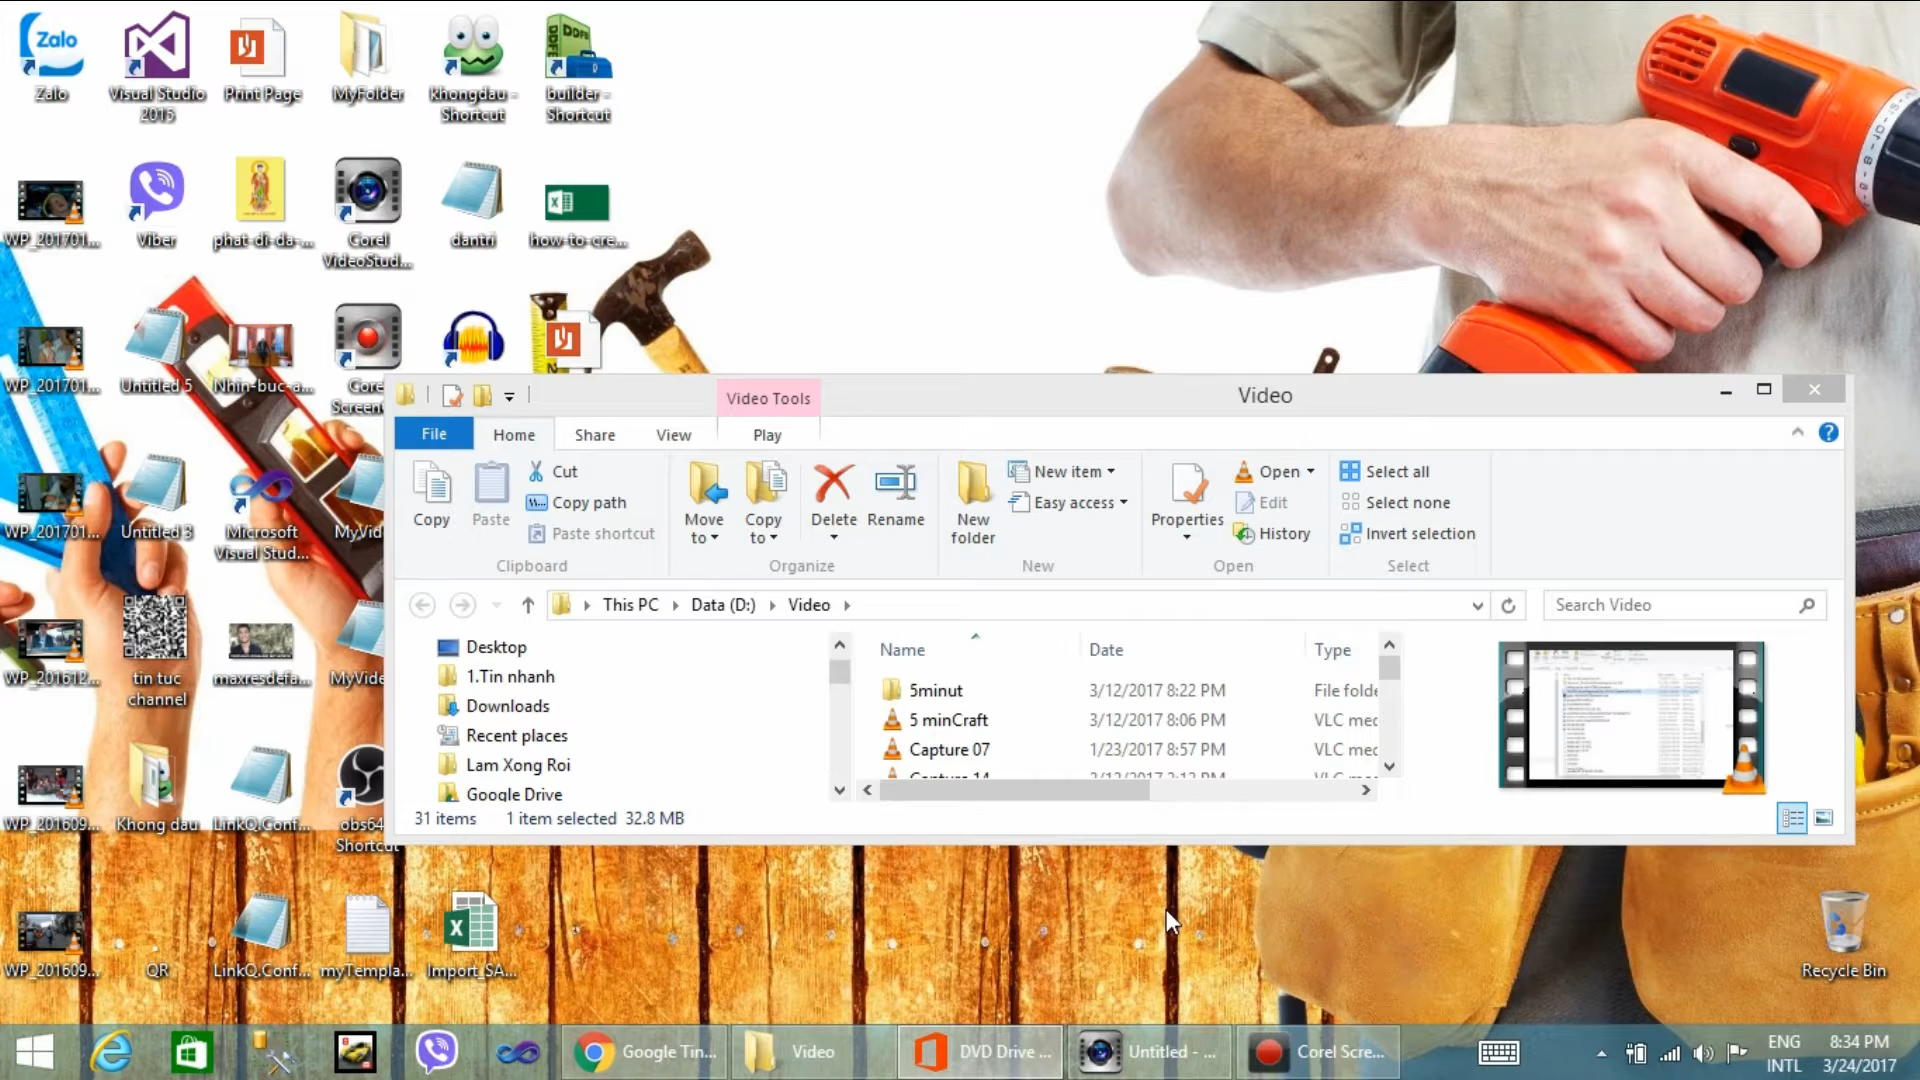 Zalo
Zalo
Visual Studio
2015
Print Page
MyFolder
khongdau -
Shortcut
DDFS
builder -
Shortcut
WP_201701...
Viber
phat-di-da-...
Corel
VideoStud...
dantri
how-to-cre...
WP_201701...
Untitled 5
Nhin-buc-a...
WP_201701...
Untitled 3
Microsoft
Visual Stud...
MyVid
WP_201612...
tin tuc
channel
maxresdefa...
MyVide
WP_201609...
Khong dau
LinkQ.Conf...
obs64
Shortcut
WP_201609...
QR
LinkQ.Conf...
myTempla...
Import_SA...
Recycle Bin
Video Tools
Video
File
Home
Share
View
Play
Copy
Paste
Cut
Copy path
Paste shortcut
Clipboard
Move
to
Copy
to
Delete
Rename
Organize
New
folder
New item
Easy access
New
Properties
Open
Edit
History
Open
Select all
Select none
Invert selection
Select
This PC
Data (D:)
Video
Search Video
Desktop
1.Tin nhanh
Downloads
Recent places
Lam Xong Roi
Google Drive
Name
Date
Type
5minut
3/12/2017 8:22 PM
File folde
5 minCraft
3/12/2017 8:06 PM
VLC med
Capture 07
1/23/2017 8:57 PM
VLC med
31 items
1 item selected
32.8 MB
Google Tin...
Video
DVD Drive ...
Untitled - ...
Corel Scre...
ENG
INTL
8:34 PM
3/24/2017